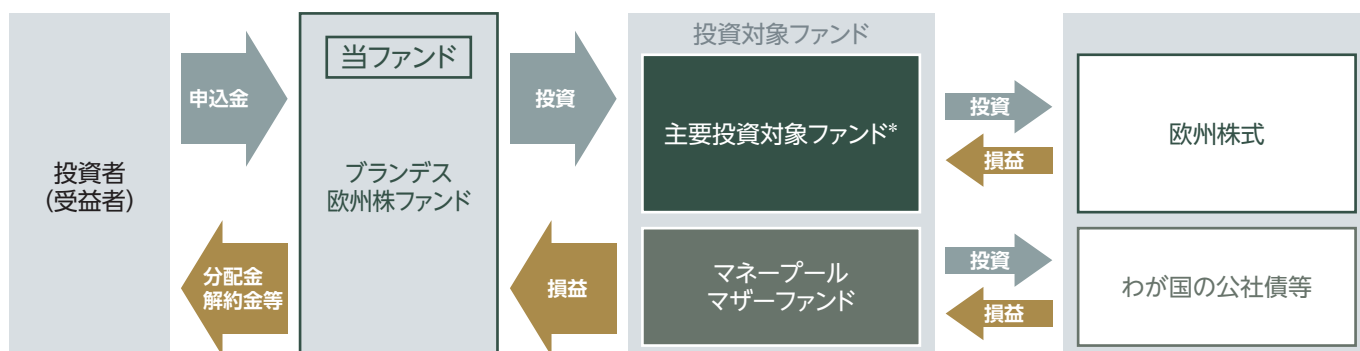 投資者
(受益者)
申込金
分配金
解約金等
当ファンド
ブランデス
欧州株ファンド
投資
損益
投資対象ファンド
主要投資対象ファンド*
マネープール
マザーファンド
投資
損益
投資
損益
欧州株式
わが国の公社債等